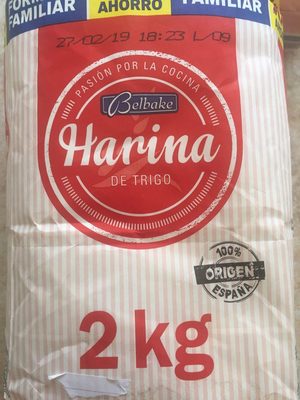 FAMILIAR
AHORRO
FAMILIAR
27/02/19 18:23 L/09
PASIÓN POR LA COCINA
Belbake
Harina
DE TRIGO
100%
ORIGEN
ESPAÑA
2 kg